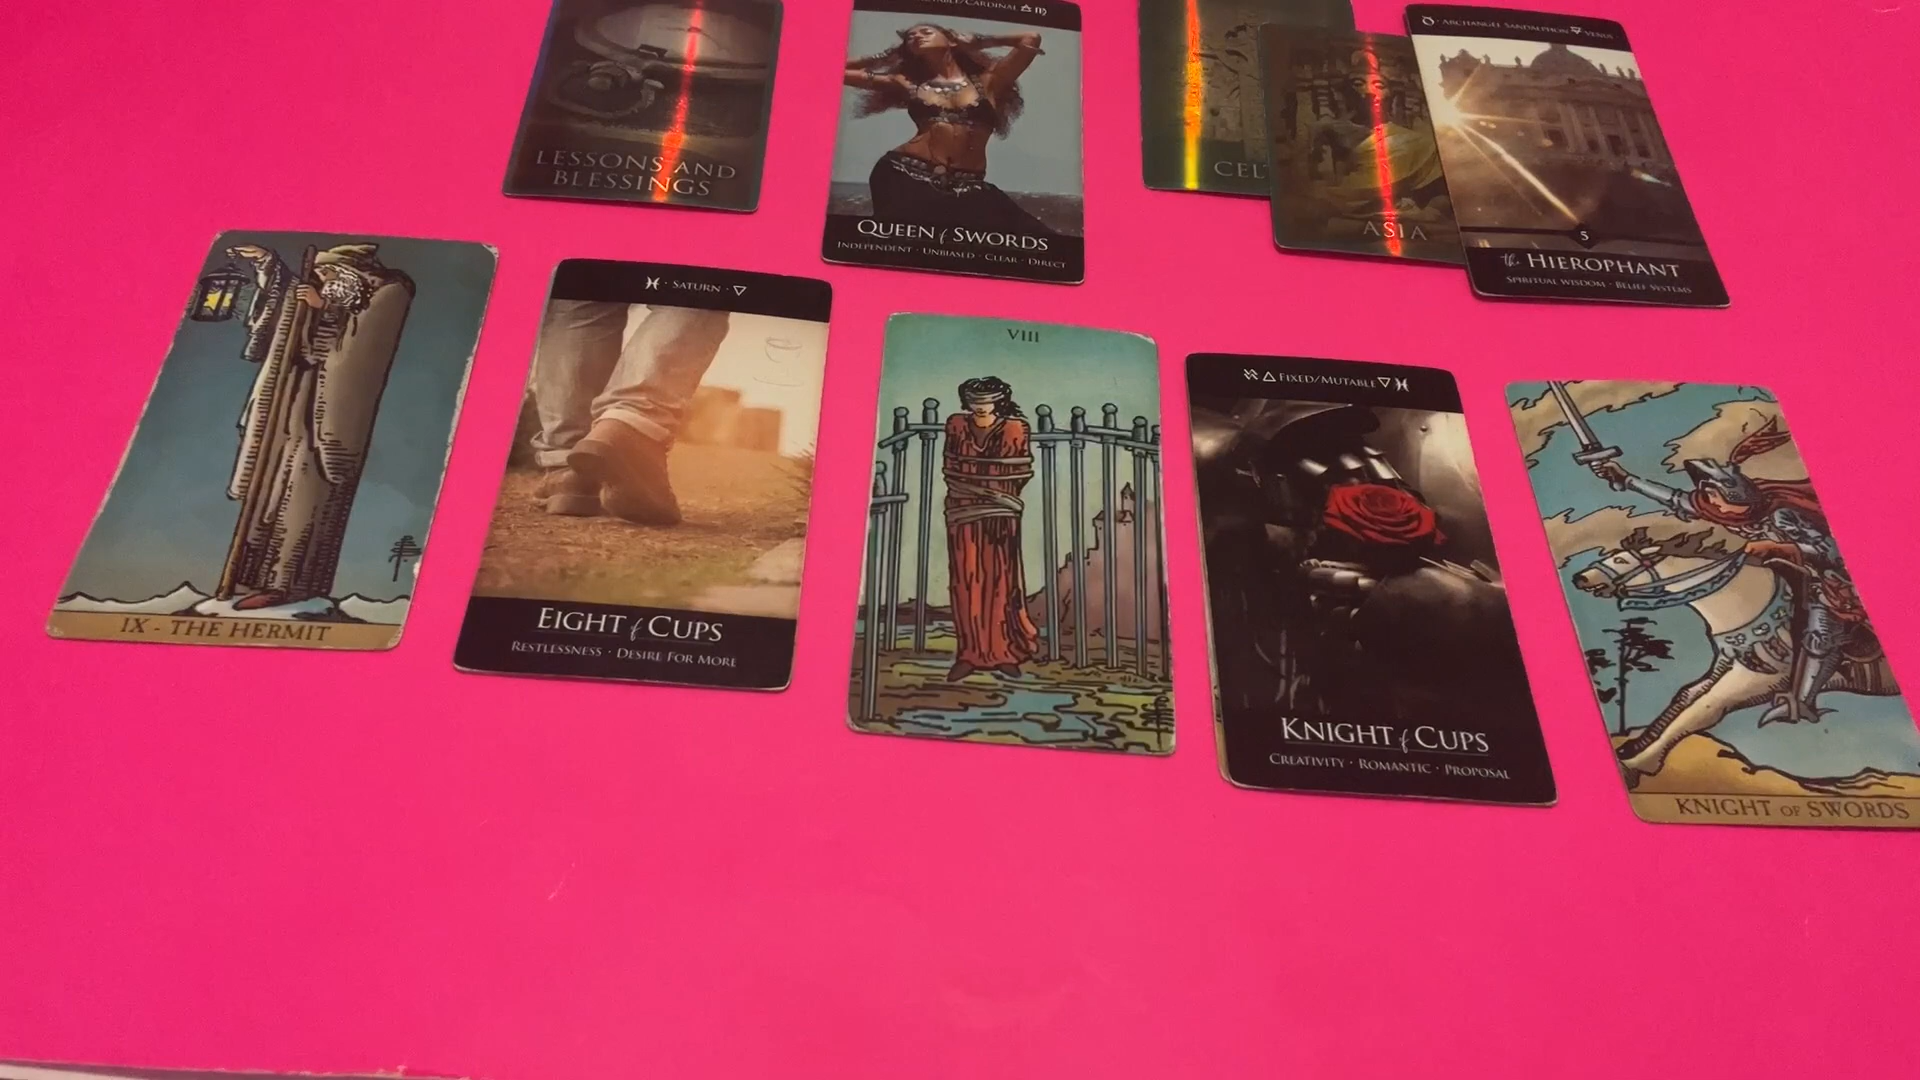 LESSONS AND
BLESSINGS
QUEEN of SWORDS
INDEPENDENT · UNBIASED · CLEAR · DIRECT
ASIA
ARCHANGEL SANDALPHON VENUS
5
the HIEROPHANT
SPIRITUAL WISDOM · BELIEF SYSTEMS
IX - THE HERMIT
· SATURN ·
EIGHT of CUPS
RESTLESSNESS · DESIRE FOR MORE
VIII
FIXED/MUTABLE
KNIGHT of CUPS
CREATIVITY · ROMANTIC · PROPOSAL
KNIGHT OF SWORDS